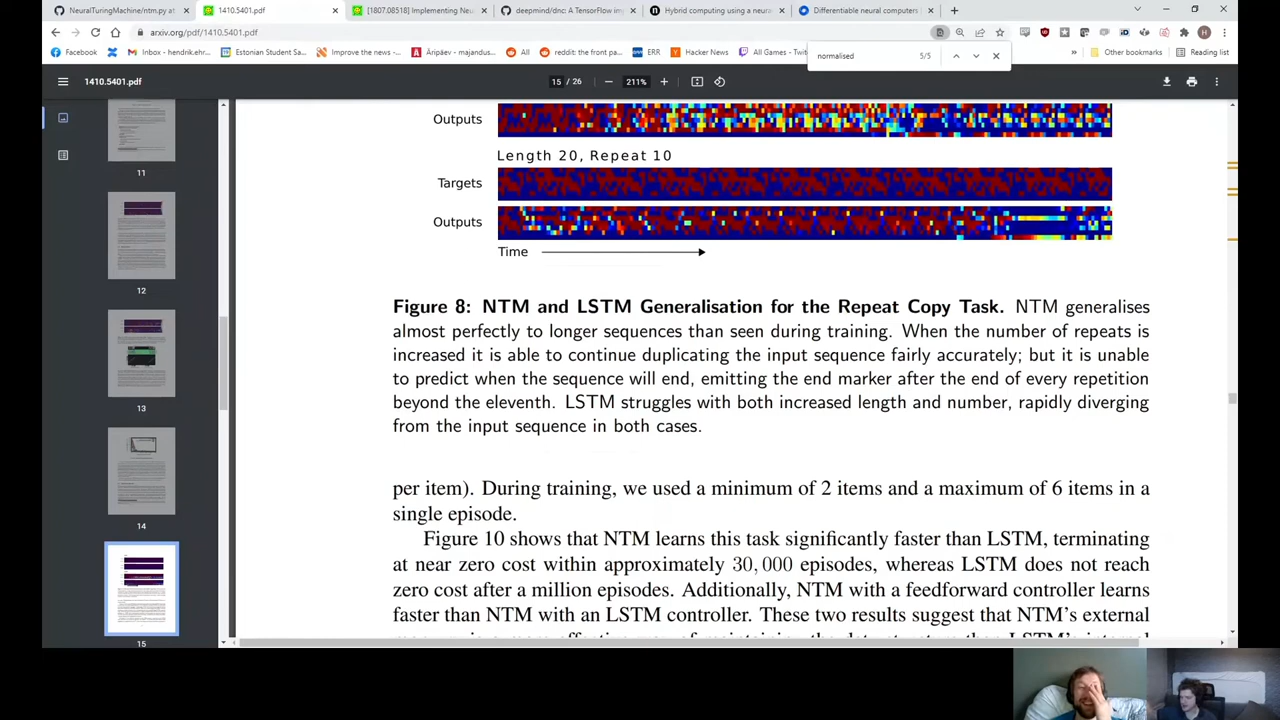 NeuralTuringMachine/ntm.py at
1410.5401.pdf
[1807.08518] Implementing Neu
deepmind/dnc: A TensorFlow im
Hybrid computing using a neura
Differentiable neural computers |
arxiv.org/pdf/1410.5401.pdf
Facebook
Inbox - hendrik.ehr...
Estonian Student Sa...
Improve the news -...
Äripäev - majandus...
All
reddit: the front pa...
ERR
Hacker News
All Games - Twit
Other bookmarks
Reading list
normalised
5/5
1410.5401.pdf
15 / 26
211%
Outputs
Length 20, Repeat 10
Targets
Outputs
Time
11
12
13
14
15
Figure 8: NTM and LSTM Generalisation for the Repeat Copy Task. NTM generalises
almost perfectly to longer sequences than seen during training. When the number of repeats is
increased it is able to continue duplicating the input sequence fairly accurately; but it is unable
to predict when the sequence will end, emitting the end marker after the end of every repetition
beyond the eleventh. LSTM struggles with both increased length and number, rapidly diverging
from the input sequence in both cases.
per item). During training, we used a minimum of 2 items and a maximum of 6 items in a
single episode.
Figure 10 shows that NTM learns this task significantly faster than LSTM, terminating
at near zero cost within approximately 30,000 episodes, whereas LSTM does not reach
zero cost after a million episodes. Additionally, NTM with a feedforward controller learns
faster than NTM with an LSTM controller. These two results suggest that NTM's external